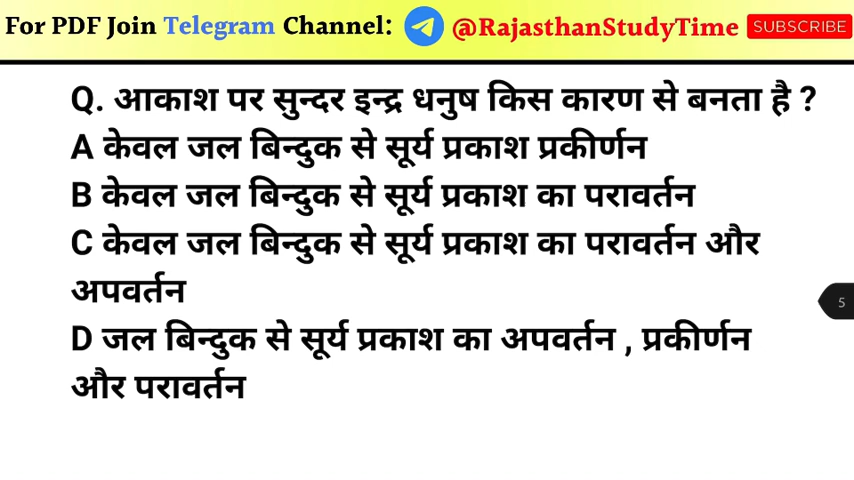 For PDF Join Telegram Channel: @RajasthanStudyTime SUBSCRIBE
Q. आकाश पर सुन्दर इन्द्र धनुष किस कारण से बनता है ?
A केवल जल बिन्दुक से सूर्य प्रकाश प्रकीर्णन
B केवल जल बिन्दुक से सूर्य प्रकाश का परावर्तन
C केवल जल बिन्दुक से सूर्य प्रकाश का परावर्तन और
अपवर्तन
5
D जल बिन्दुक से सूर्य प्रकाश का अपवर्तन , प्रकीर्णन
और परावर्तन